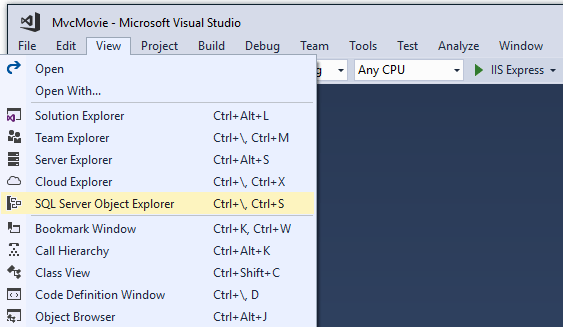 MvcMovie - Microsoft Visual Studio
File Edit View Project Build Debug Team Tools Test Analyze Window
g Any CPU IIS Express
Open
Open With...
Solution Explorer Ctrl+Alt+L
Team Explorer Ctrl+\, Ctrl+M
Server Explorer Ctrl+Alt+S
Cloud Explorer Ctrl+\, Ctrl+X
SQL Server Object Explorer Ctrl+\, Ctrl+S
Bookmark Window Ctrl+K, Ctrl+W
Call Hierarchy Ctrl+Alt+K
Class View Ctrl+Shift+C
Code Definition Window Ctrl+\, D
Object Browser Ctrl+Alt+J